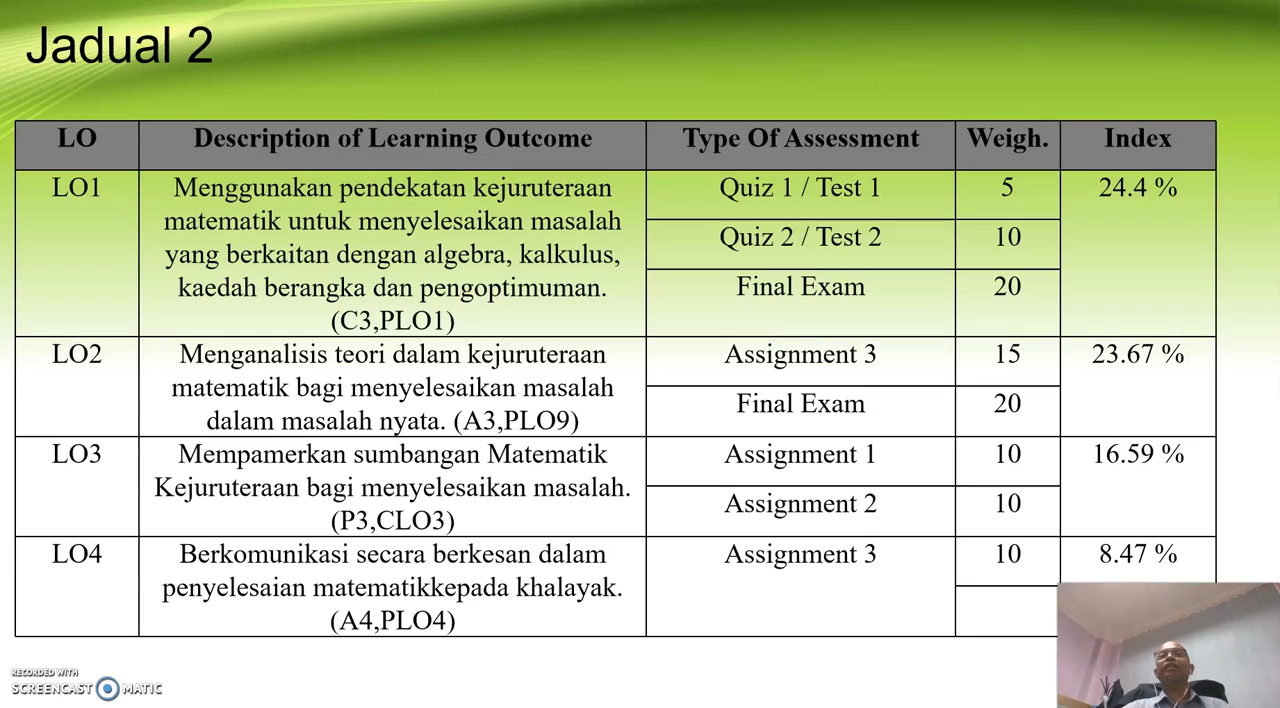 Jadual 2
LO Description of Learning Outcome Type Of Assessment Weigh. Index
LO1 Menggunakan pendekatan kejuruteraan Quiz 1 / Test 1 5 24.4 %
matematik untuk menyelesaikan masalah
Quiz 2 / Test 2 10
yang berkaitan dengan algebra, kalkulus,
kaedah berangka dan pengoptimuman. Final Exam 20
(C3,PLO1)
LO2 Menganalisis teori dalam kejuruteraan Assignment 3 15 23.67 %
matematik bagi menyelesaikan masalah
Final Exam 20
dalam masalah nyata. (A3,PLO9)
LO3 Mempamerkan sumbangan Matematik Assignment 1 10 16.59 %
Kejuruteraan bagi menyelesaikan masalah.
Assignment 2 10
(P3,CLO3)
LO4 Berkomunikasi secara berkesan dalam Assignment 3 10 8.47 %
penyelesaian matematikkepada khalayak.
(A4,PLO4)
RECORDED WITH
SCREENCAST MATIC